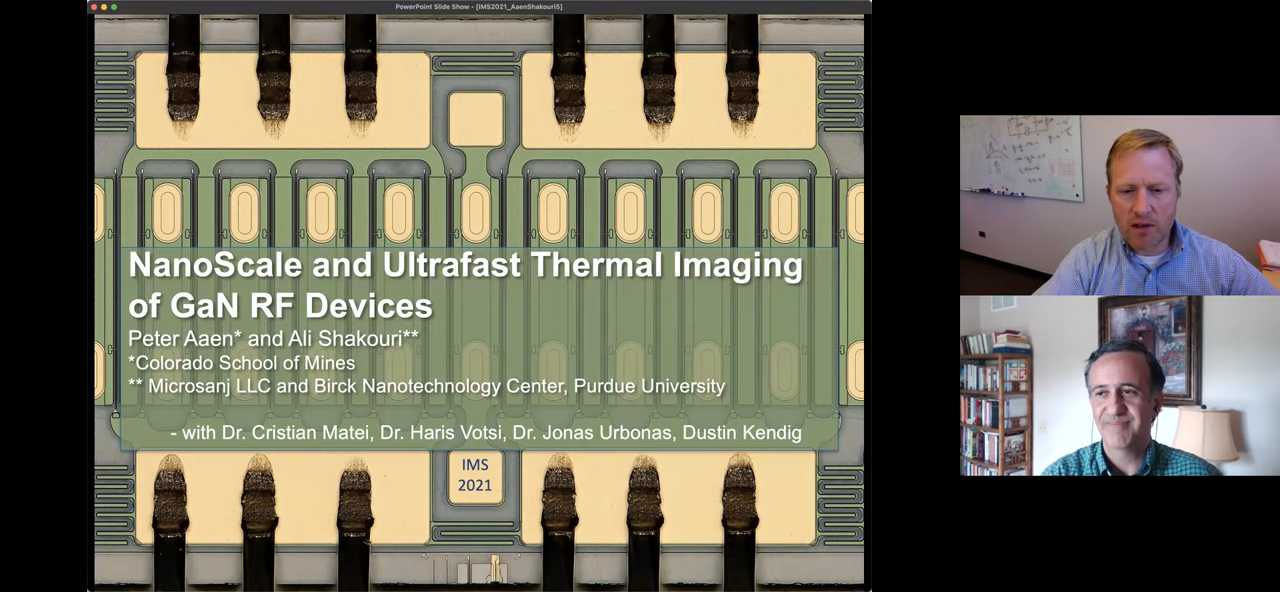 PowerPoint Slide Show - [IMS2021_AaenShakouri5]
NanoScale and Ultrafast Thermal Imaging
of GaN RF Devices
Peter Aaen* and Ali Shakouri**
*Colorado School of Mines
** Microsanj LLC and Birck Nanotechnology Center, Purdue University
- with Dr. Cristian Matei, Dr. Haris Votsi, Dr. Jonas Urbonas, Dustin Kendig
IMS
2021